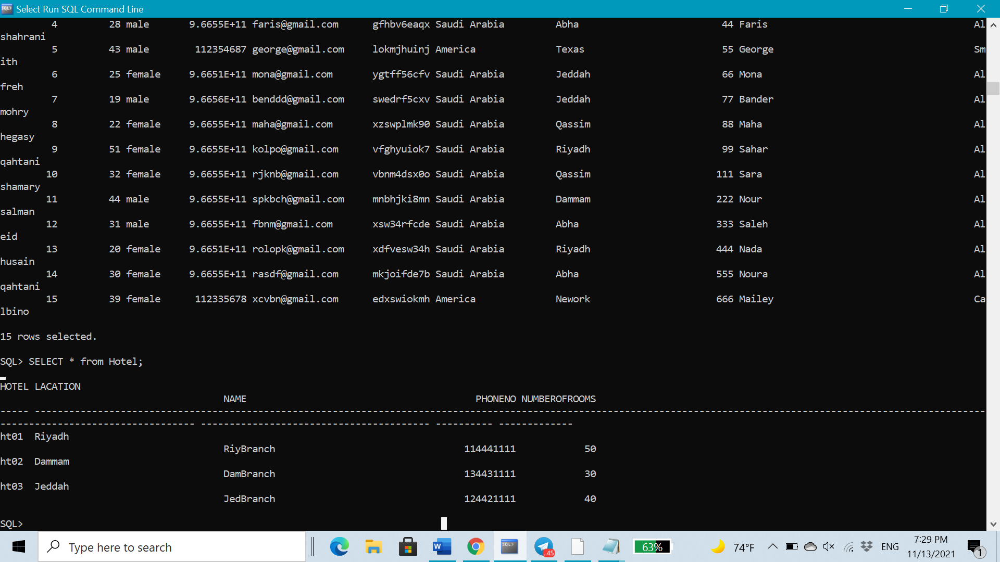 Select Run SQL Command Line
4 28 male 9.6655E+11 faris@gmail.com gfhbv6eaqx Saudi Arabia Abha 44 Faris Al
shahrani
5 43 male 112354687 george@gmail.com lokmjhuinj America Texas 55 George Sm
ith
6 25 female 9.6651E+11 mona@gmail.com ygtff56cfv Saudi Arabia Jeddah 66 Mona Al
freh
7 19 male 9.6656E+11 benddd@gmail.com swedrf5cxv Saudi Arabia Jeddah 77 Bander Al
mohry
8 22 female 9.6655E+11 maha@gmail.com xzswplmk90 Saudi Arabia Qassim 88 Maha Al
hegasy
9 51 female 9.6655E+11 kolpo@gmail.com vfghyuiok7 Saudi Arabia Riyadh 99 Sahar Al
qahtani
10 32 female 9.6655E+11 rjknb@gmail.com vbnm4dsx0o Saudi Arabia Qassim 111 Sara Al
shamary
11 44 male 9.6655E+11 spkbch@gmail.com mnbhjki8mn Saudi Arabia Dammam 222 Nour Al
salman
12 31 male 9.6655E+11 fbnm@gmail.com xsw34rfcde Saudi Arabia Abha 333 Saleh Al
eid
13 20 female 9.6651E+11 rolopk@gmail.com xdfvesw34h Saudi Arabia Riyadh 444 Nada Al
husain
14 30 female 9.6655E+11 rasdf@gmail.com mkjoifde7b Saudi Arabia Abha 555 Noura Al
qahtani
15 39 female 112335678 xcvbn@gmail.com edxswiokmh America Nework 666 Mailey Ca
lbino
15 rows selected.
SQL> SELECT * from Hotel;
HOTEL LACATION
NAME PHONENO NUMBEROFROOMS
ht01 Riyadh
RiyBranch 114441111 50
ht02 Dammam
DamBranch 134431111 30
ht03 Jeddah
JedBranch 124421111 40
SQL>
Type here to search
..45
63%
74°F
ENG
7:29 PM
11/13/2021
1